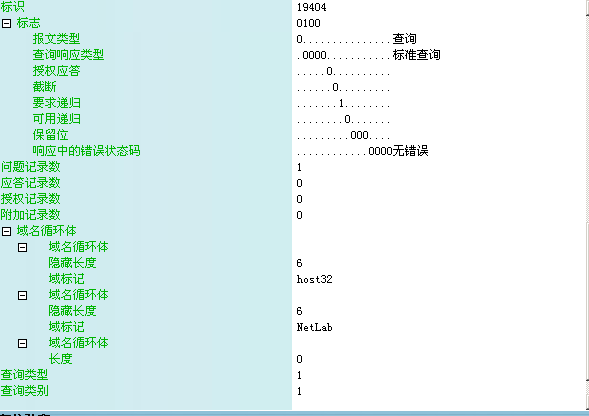 标识 19404
标志 0100
报文类型 0...............查询
查询响应类型 .0000...........标准查询
授权应答 .....0..........
截断 ......0.........
要求递归 .......1........
可用递归 ........0.......
保留位 .........000....
响应中的错误状态码 ............0000无错误
问题记录数 1
应答记录数 0
授权记录数 0
附加记录数 0
域名循环体
域名循环体
隐藏长度 6
域标记 host32
域名循环体
隐藏长度 6
域标记 NetLab
域名循环体
长度 0
查询类型 1
查询类别 1